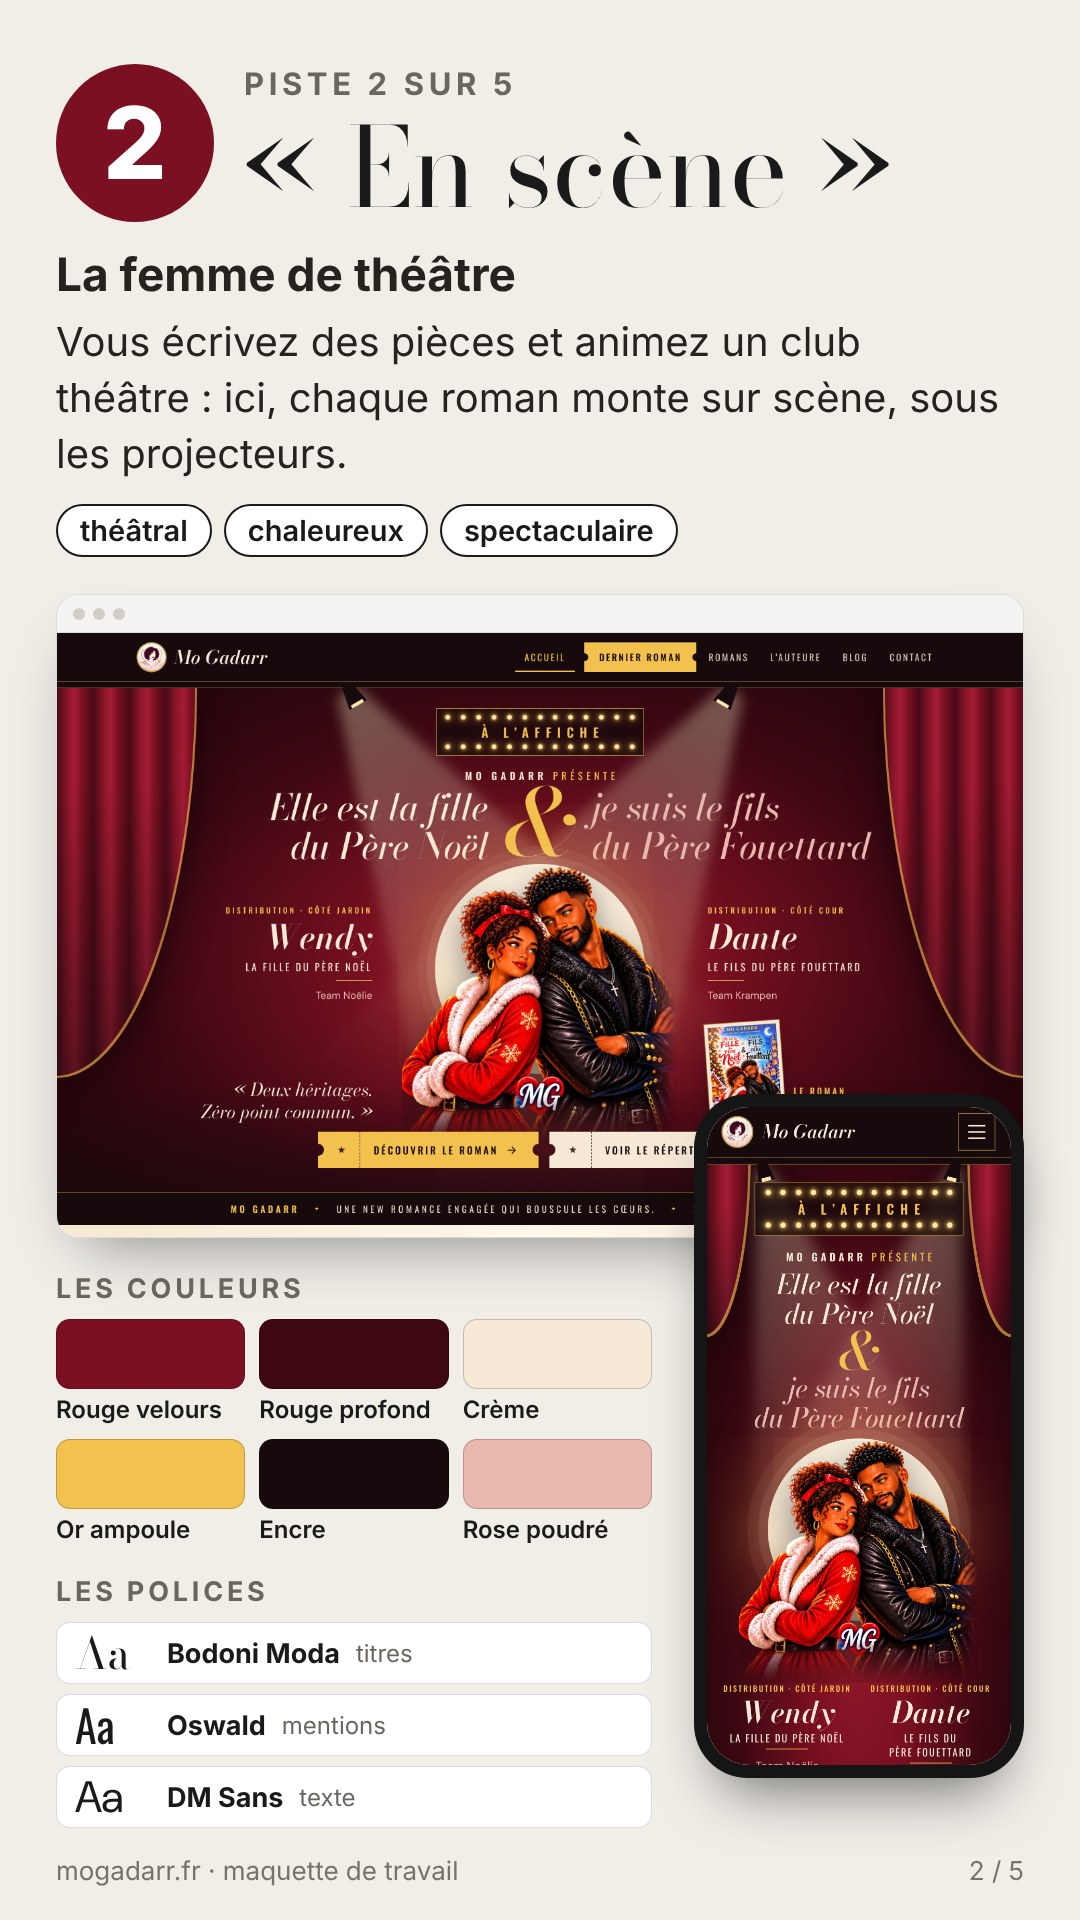 2
PISTE 2 SUR 5
« En scène »
La femme de théâtre
Vous écrivez des pièces et animez un club
théâtre : ici, chaque roman monte sur scène, sous
les projecteurs.
théâtral
chaleureux
spectaculaire
Mo Gadarr
ACCUEIL
DERNIER ROMAN
ROMANS
L'AUTEURE
BLOG
CONTACT
À L'AFFICHE
MO GADARR PRÉSENTE
Elle est la fille
du Père Noël
&
je suis le fils
du Père Fouettard
DISTRIBUTION · CÔTÉ JARDIN
Wendy
LA FILLE DU PÈRE NOËL
Team Noëlie
DISTRIBUTION · CÔTÉ COUR
Dante
LE FILS DU PÈRE FOUETTARD
Team Krampen
MO GADARR
FILLE
Noël
&
FILS
Fouettard
LE ROMAN
« Deux héritages.
Zéro point commun. »
MG
★ DÉCOUVRIR LE ROMAN →
★ VOIR LE RÉPERT
MO GADARR ✦ UNE NEW ROMANCE ENGAGÉE QUI BOUSCULE LES CŒURS. ✦
Mo Gadarr
À L'AFFICHE
MO GADARR PRÉSENTE
Elle est la fille
du Père Noël
&
je suis le fils
du Père Fouettard
MG
DISTRIBUTION · CÔTÉ JARDIN
Wendy
LA FILLE DU PÈRE NOËL
DISTRIBUTION · CÔTÉ COUR
Dante
LE FILS DU
PÈRE FOUETTARD
LES COULEURS
Rouge velours
Rouge profond
Crème
Or ampoule
Encre
Rose poudré
LES POLICES
Aa Bodoni Moda titres
Aa Oswald mentions
Aa DM Sans texte
mogadarr.fr · maquette de travail
2 / 5